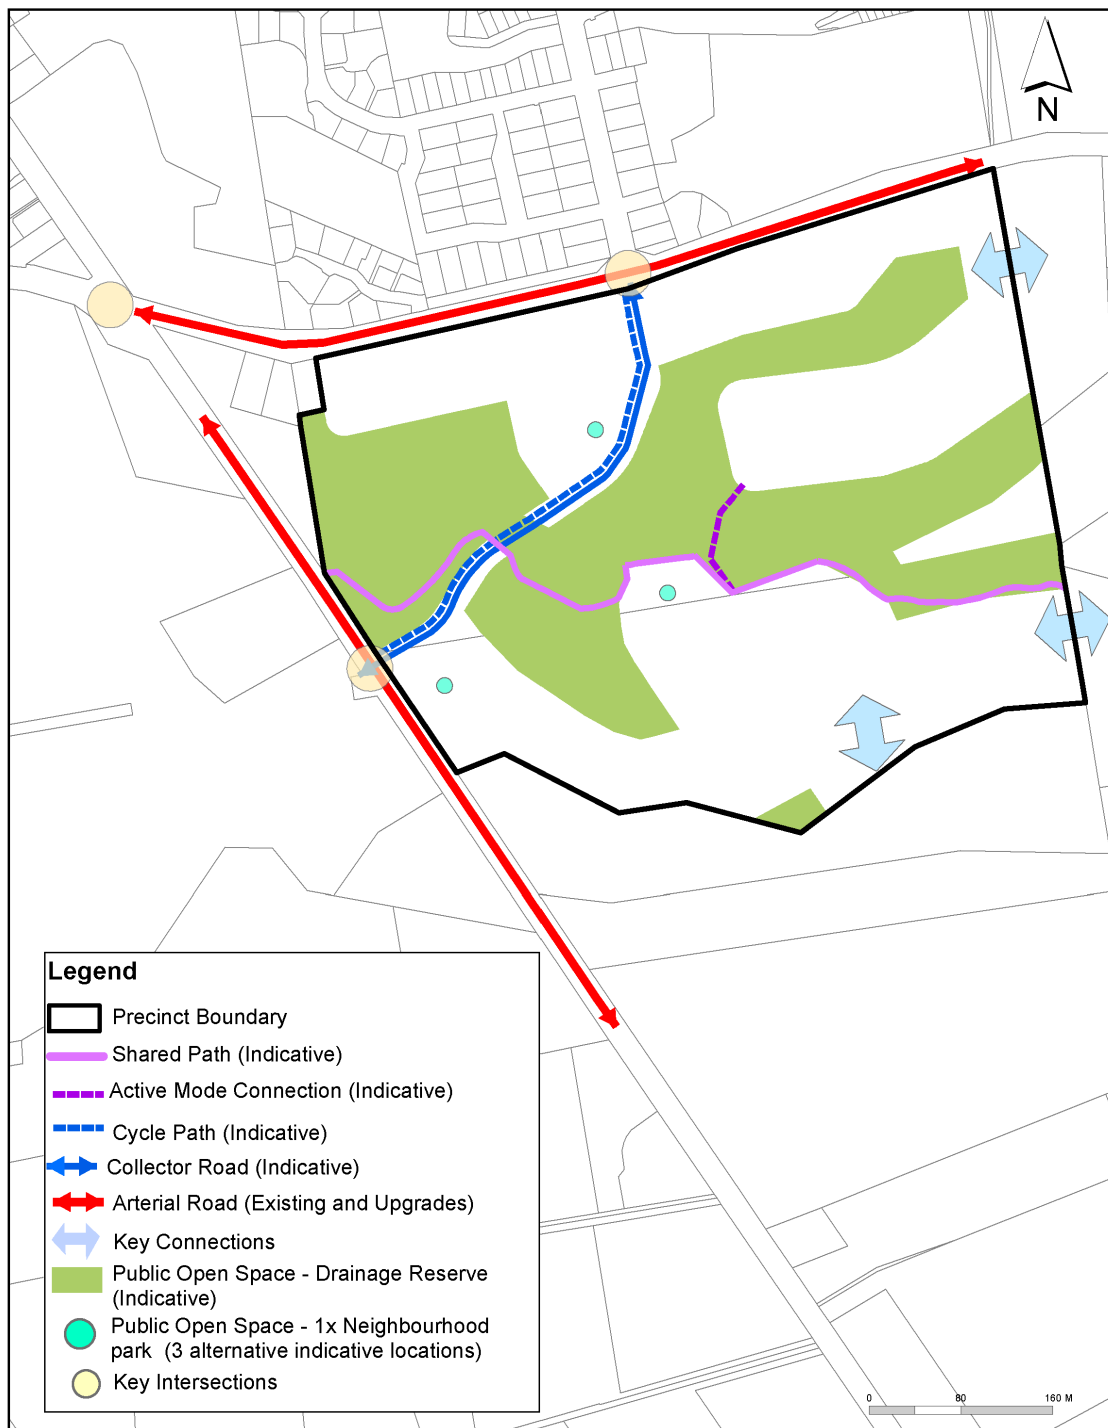 N
Legend
Precinct Boundary
Shared Path (Indicative)
Active Mode Connection (Indicative)
Cycle Path (Indicative)
Collector Road (Indicative)
Arterial Road (Existing and Upgrades)
Key Connections
Public Open Space - Drainage Reserve
(Indicative)
Public Open Space - 1x Neighbourhood
park (3 alternative indicative locations)
Key Intersections
0 80 160 M